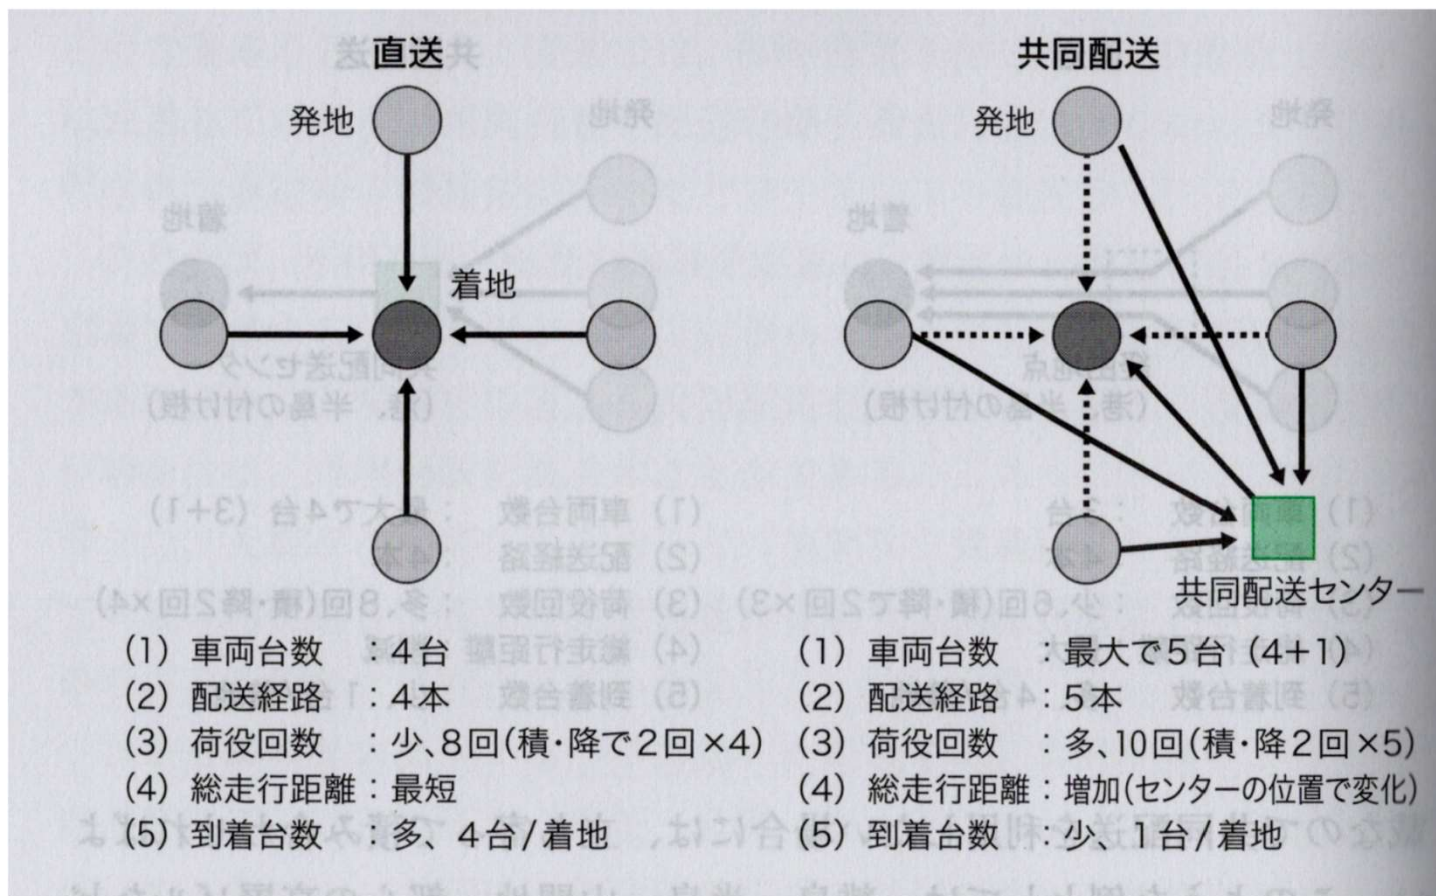 直送
発地
着地
(1) 車両台数 : 4台
(2) 配送経路 : 4本
(3) 荷役回数 : 少、8回(積・降で2回×4)
(4) 総走行距離 : 最短
(5) 到着台数 : 多、4台/着地
共同配送
発地
共同配送センター
(1) 車両台数 : 最大で5台 (4+1)
(2) 配送経路 : 5本
(3) 荷役回数 : 多、10回(積・降2回×5)
(4) 総走行距離 : 増加(センターの位置で変化)
(5) 到着台数 : 少、1台/着地